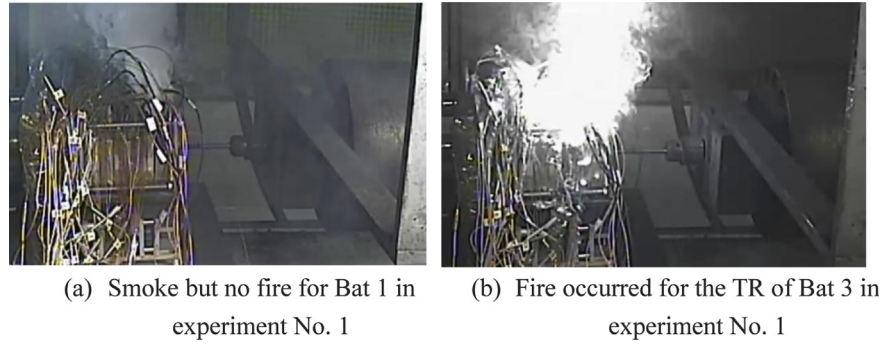 (a) Smoke but no fire for Bat 1 in
experiment No. 1
(b) Fire occurred for the TR of Bat 3 in
experiment No. 1